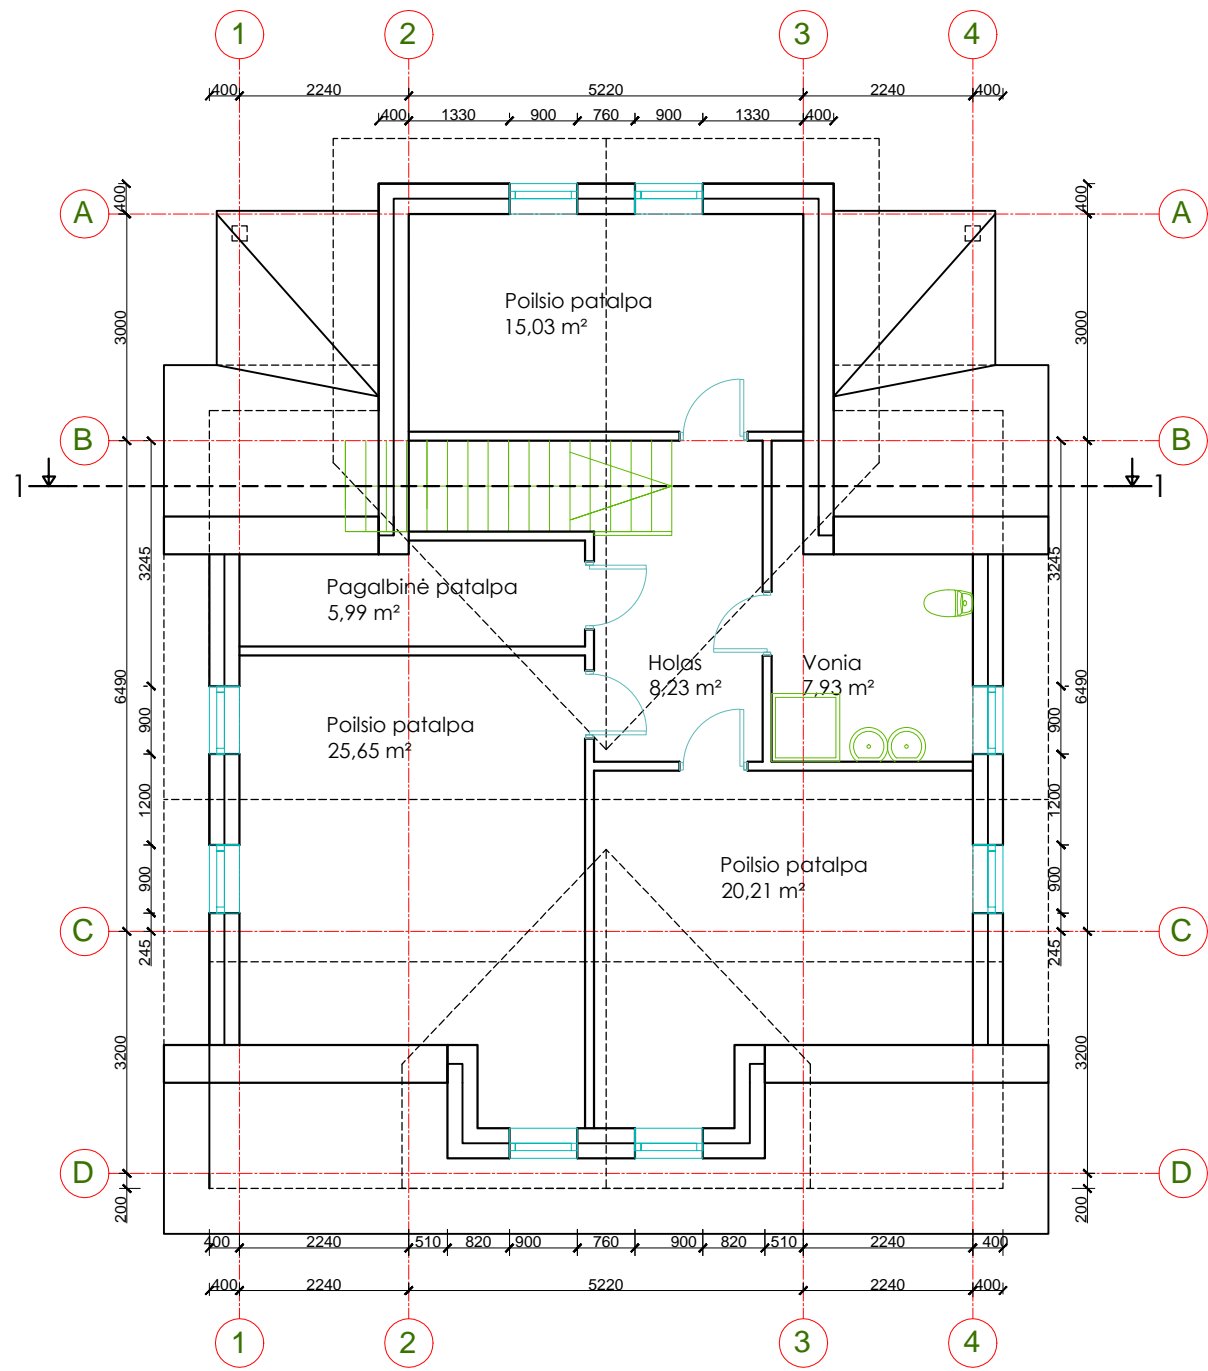 1 2 3 4
400 2240 5220 2240 400
400 1330 900 760 900 1330 400
400 400
A A
Poilsio patalpa
15,03 m²
3000 3000
B B
1 1
3245 3245
Pagalbinė patalpa
5,99 m²
Holas
8,23 m²
Vonia
7,93 m²
6490 6490
900 900
Poilsio patalpa
25,65 m²
1200 1200
Poilsio patalpa
20,21 m²
900 900
C C
245 245
3200 3200
D D
200 200
400 2240 510 820 900 760 900 820 510 2240 400
400 2240 5220 2240 400
1 2 3 4